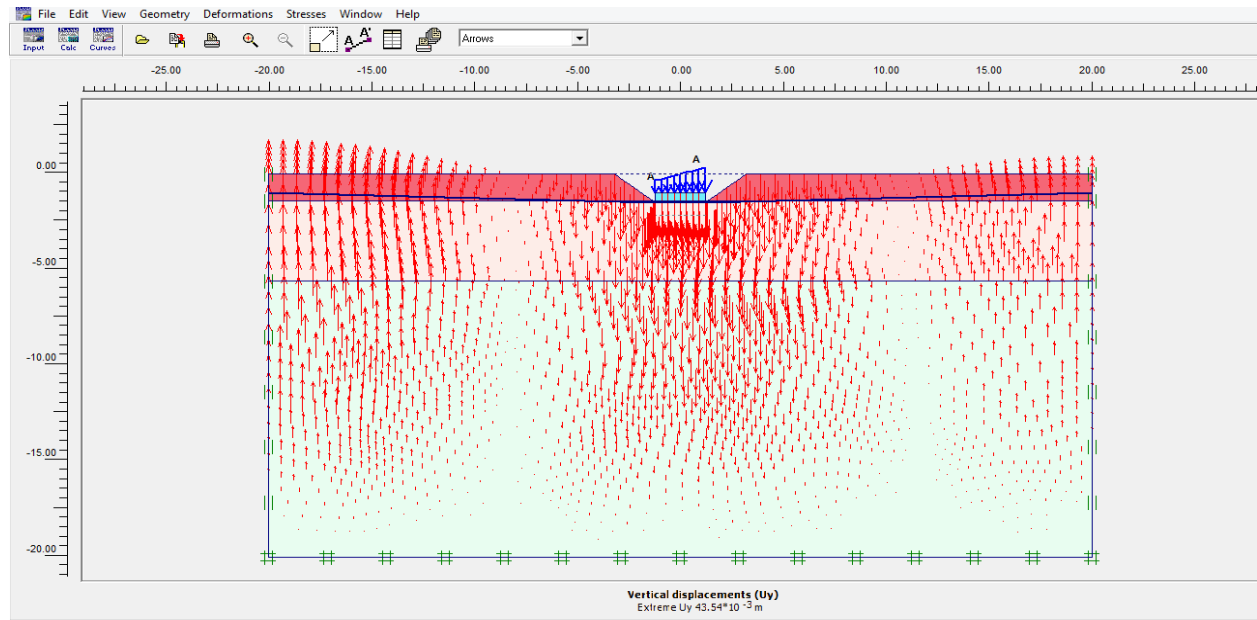 File Edit View Geometry Deformations Stresses Window Help
Input Calc Curves A A* Arrows
-25.00 -20.00 -15.00 -10.00 -5.00 0.00 5.00 10.00 15.00 20.00 25.00
0.00
A
A
-5.00
-10.00
-15.00
-20.00
Vertical displacements (Uy)
Extreme Uy 43.54*10 -3 m